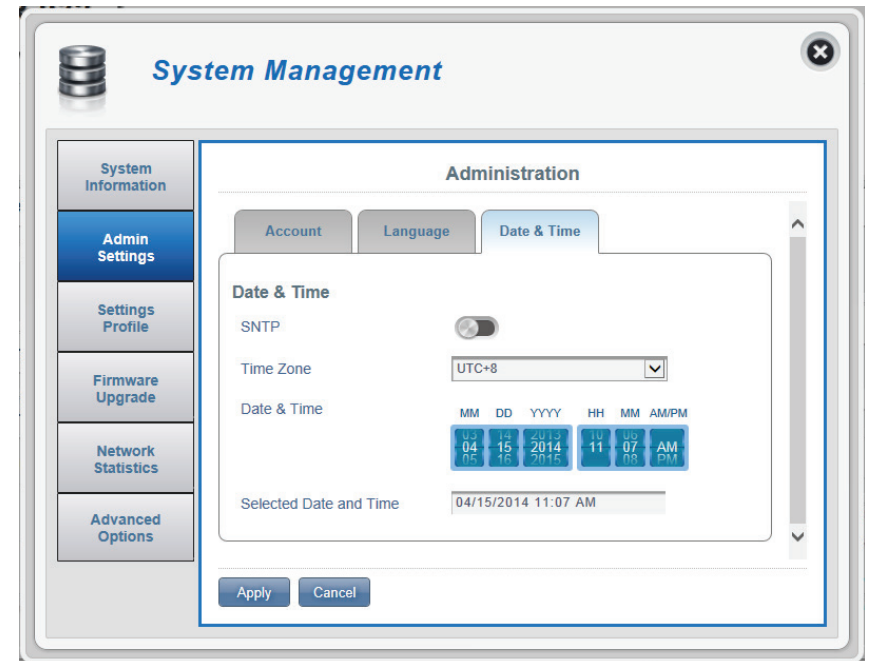 System Management
System
Information
Admin
Settings
Settings
Profile
Firmware
Upgrade
Network
Statistics
Advanced
Options
Administration
Account Language Date & Time
Date & Time
SNTP
Time Zone UTC+8
Date & Time MM DD YYYY HH MM AM/PM
03 14 2013 10 06
04 15 2014 11 07 AM
05 16 2015 08 PM
Selected Date and Time 04/15/2014 11:07 AM
Apply Cancel